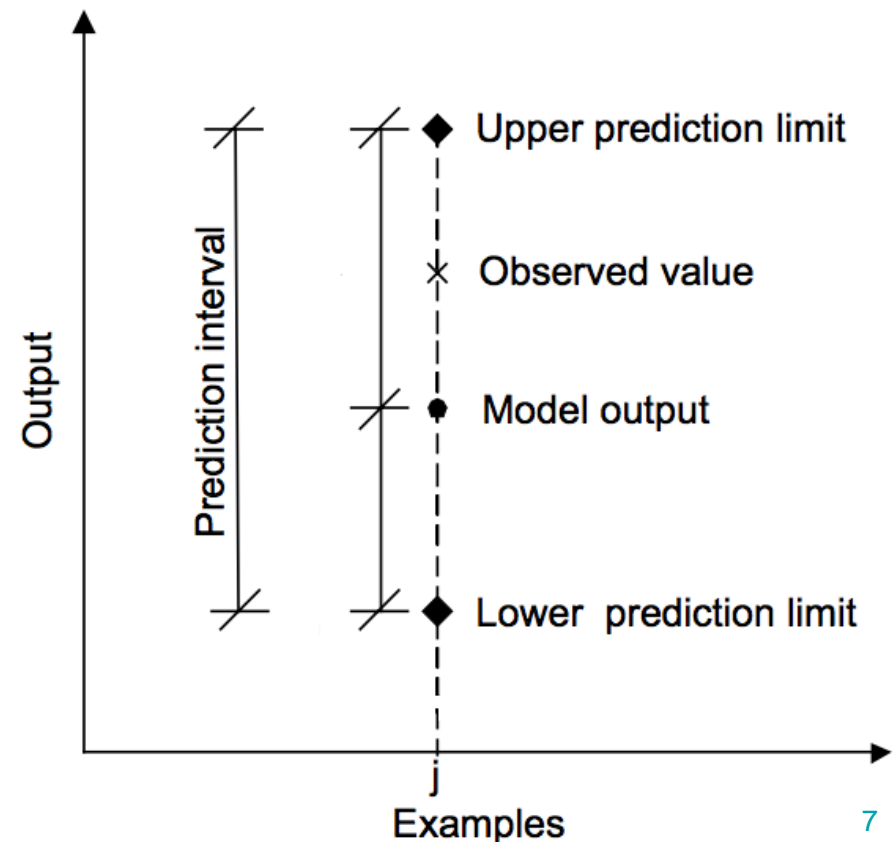 Upper prediction limit
Observed value
Prediction interval
Output
Model output
Lower prediction limit
j
Examples
7